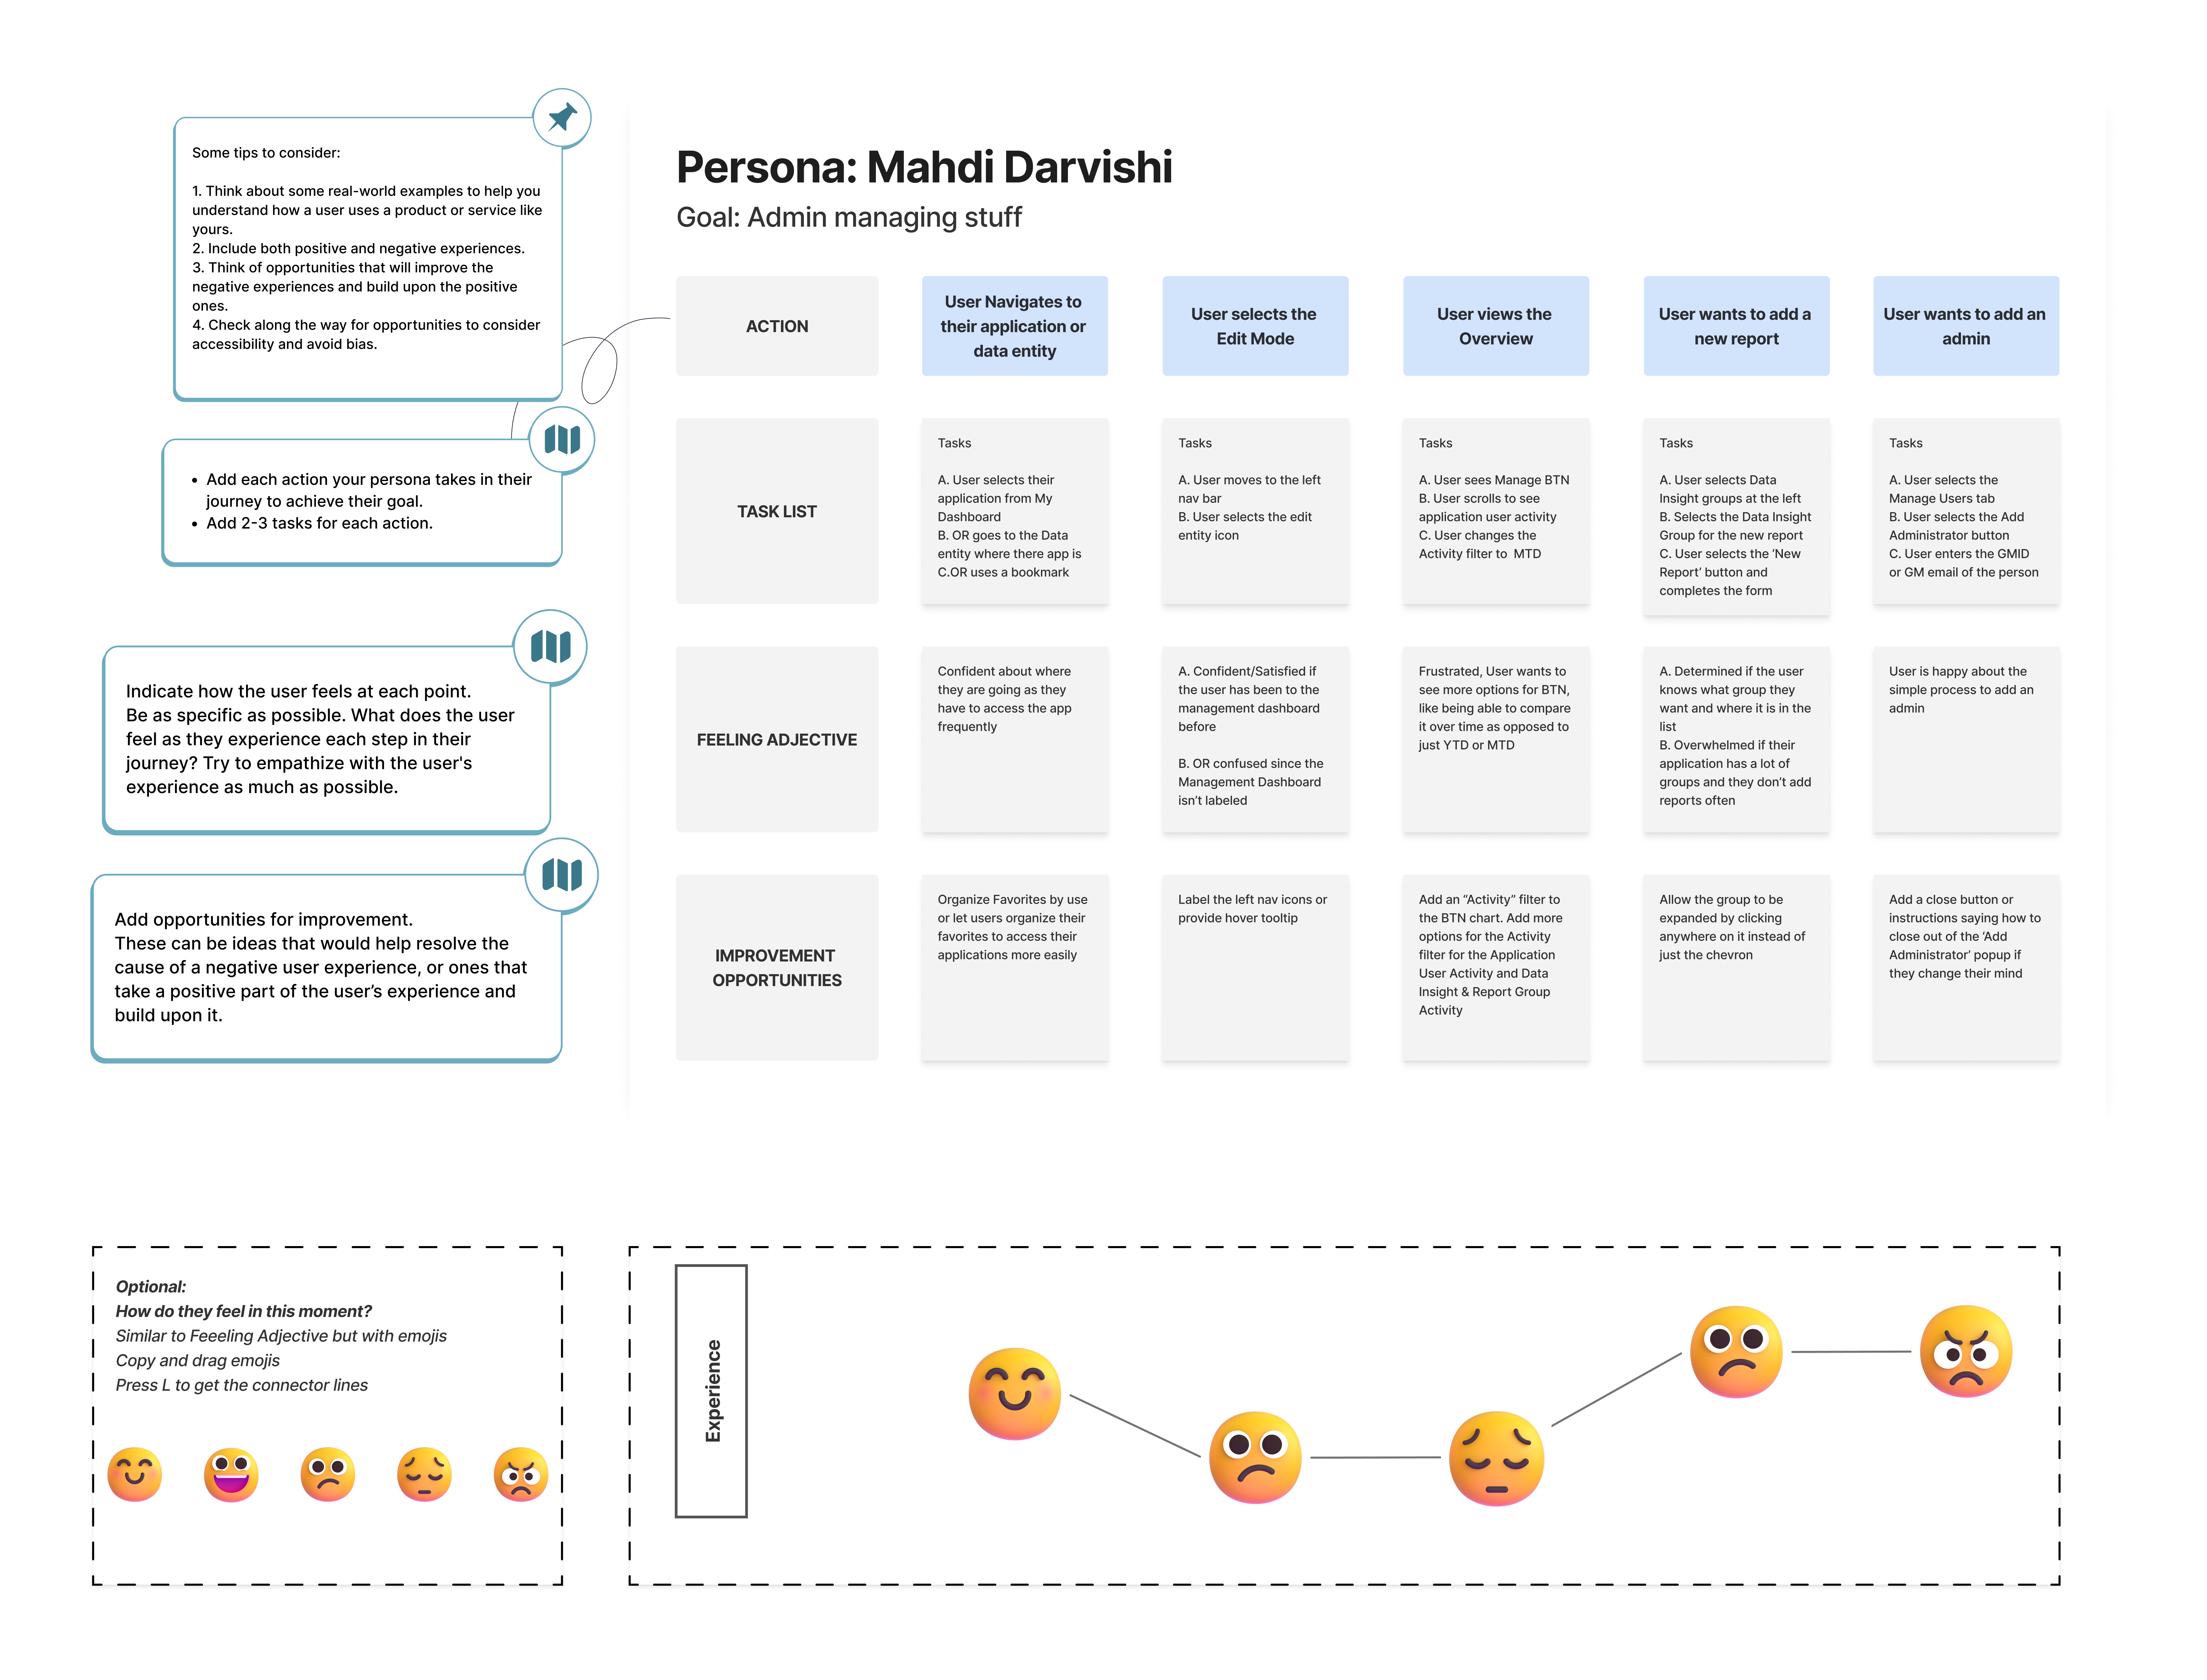 Some tips to consider:
1. Think about some real-world examples to help you
understand how a user uses a product or service like
yours.
2. Include both positive and negative experiences.
3. Think of opportunities that will improve the
negative experiences and build upon the positive
ones.
4. Check along the way for opportunities to consider
accessibility and avoid bias.
• Add each action your persona takes in their
journey to achieve their goal.
• Add 2-3 tasks for each action.
Indicate how the user feels at each point.
Be as specific as possible. What does the user
feel as they experience each step in their
journey? Try to empathize with the user's
experience as much as possible.
Add opportunities for improvement.
These can be ideas that would help resolve the
cause of a negative user experience, or ones that
take a positive part of the user’s experience and
build upon it.
Persona: Mahdi Darvishi
Goal: Admin managing stuff
ACTION
User Navigates to
their application or
data entity
User selects the
Edit Mode
User views the
Overview
User wants to add a
new report
User wants to add an
admin
TASK LIST
Tasks
A. User selects their
application from My
Dashboard
B. OR goes to the Data
entity where there app is
C.OR uses a bookmark
Tasks
A. User moves to the left
nav bar
B. User selects the edit
entity icon
Tasks
A. User sees Manage BTN
B. User scrolls to see
application user activity
C. User changes the
Activity filter to  MTD
Tasks
A. User selects Data
Insight groups at the left
B. Selects the Data Insight
Group for the new report
C. User selects the ‘New
Report’ button and
completes the form
Tasks
A. User selects the
Manage Users tab
B. User selects the Add
Administrator button
C. User enters the GMID
or GM email of the person
FEELING ADJECTIVE
Confident about where
they are going as they
have to access the app
frequently
A. Confident/Satisfied if
the user has been to the
management dashboard
before
B. OR confused since the
Management Dashboard
isn’t labeled
Frustrated, User wants to
see more options for BTN,
like being able to compare
it over time as opposed to
just YTD or MTD
A. Determined if the user
knows what group they
want and where it is in the
list
B. Overwhelmed if their
application has a lot of
groups and they don’t add
reports often
User is happy about the
simple process to add an
admin
IMPROVEMENT
OPPORTUNITIES
Organize Favorites by use
or let users organize their
favorites to access their
applications more easily
Label the left nav icons or
provide hover tooltip
Add an “Activity” filter to
the BTN chart. Add more
options for the Activity
filter for the Application
User Activity and Data
Insight & Report Group
Activity
Allow the group to be
expanded by clicking
anywhere on it instead of
just the chevron
Add a close button or
instructions saying how to
close out of the ‘Add
Administrator’ popup if
they change their mind
Optional:
How do they feel in this moment?
Similar to Feeeling Adjective but with emojis
Copy and drag emojis
Press L to get the connector lines
Experience